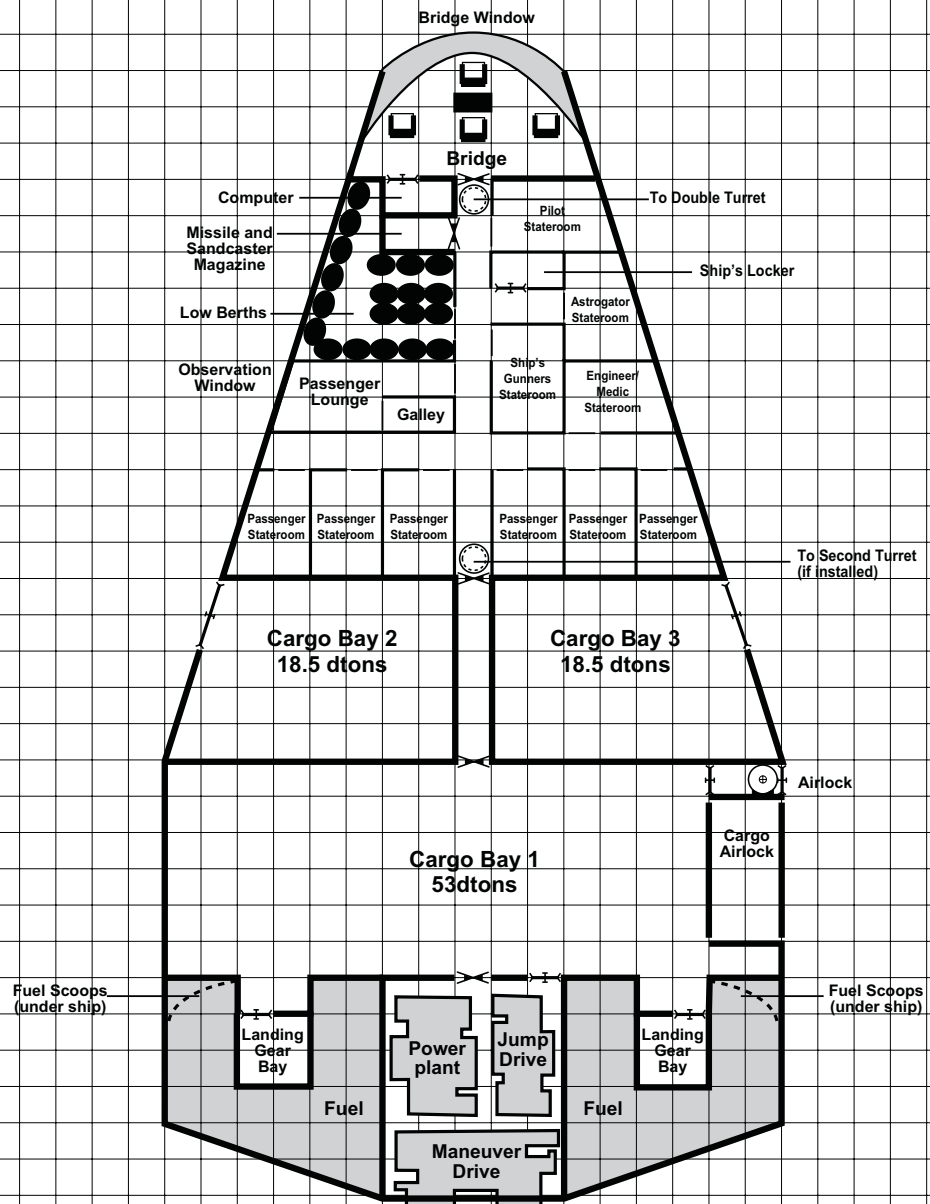 Bridge Window
Bridge
Computer
To Double Turret
Pilot
Stateroom
Missile and
Sandcaster
Magazine
Ship's Locker
Astrogator
Stateroom
Low Berths
Observation
Window
Passenger
Lounge
Galley
Ship's
Gunners
Stateroom
Engineer/
Medic
Stateroom
Passenger
Stateroom
Passenger
Stateroom
Passenger
Stateroom
Passenger
Stateroom
Passenger
Stateroom
Passenger
Stateroom
To Second Turret
(if installed)
Cargo Bay 2
18.5 dtons
Cargo Bay 3
18.5 dtons
Airlock
Cargo
Airlock
Cargo Bay 1
53dtons
Fuel Scoops
(under ship)
Fuel Scoops
(under ship)
Landing
Gear
Bay
Power
plant
Jump
Drive
Landing
Gear
Bay
Fuel
Fuel
Maneuver
Drive